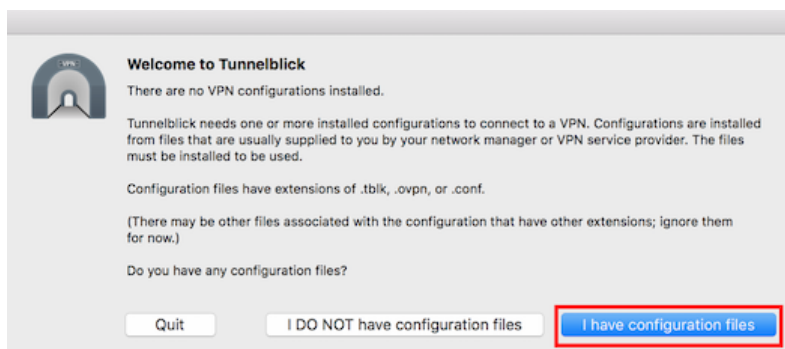 VPN
Welcome to Tunnelblick
There are no VPN configurations installed.
Tunnelblick needs one or more installed configurations to connect to a VPN. Configurations are installed
from files that are usually supplied to you by your network manager or VPN service provider. The files
must be installed to be used.
Configuration files have extensions of .tblk, .ovpn, or .conf.
(There may be other files associated with the configuration that have other extensions; ignore them
for now.)
Do you have any configuration files?
Quit
I DO NOT have configuration files
I have configuration files